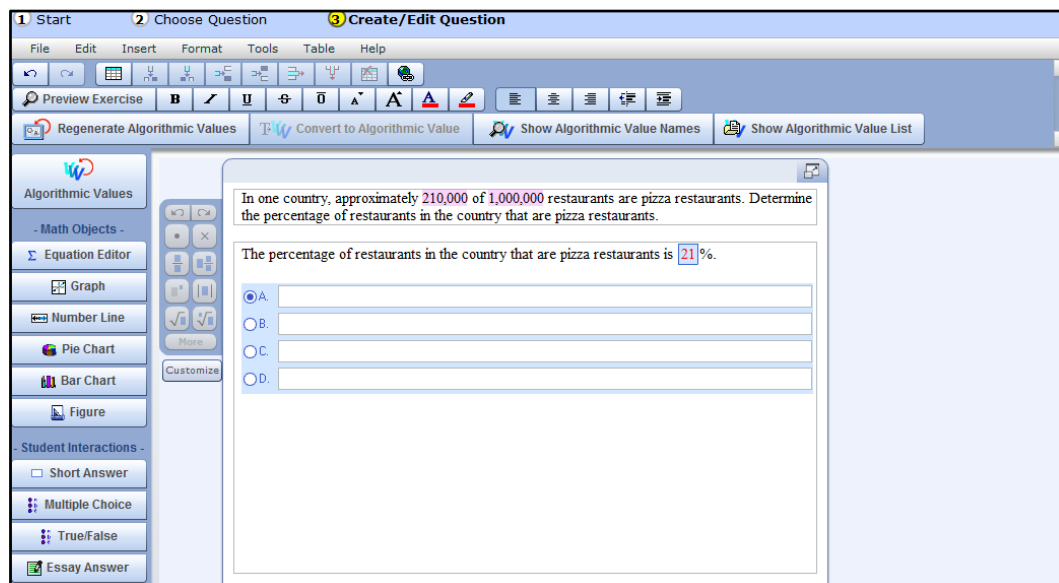 1 Start 2 Choose Question 3 Create/Edit Question
File Edit Insert Format Tools Table Help
Preview Exercise B I U S O A A A
Regenerate Algorithmic Values Convert to Algorithmic Value Show Algorithmic Value Names Show Algorithmic Value List
Algorithmic Values
- Math Objects -
Σ Equation Editor
Graph
Number Line
Pie Chart
Bar Chart
Figure
- Student Interactions -
Short Answer
Multiple Choice
True/False
Essay Answer
More
Customize
In one country, approximately 210,000 of 1,000,000 restaurants are pizza restaurants. Determine
the percentage of restaurants in the country that are pizza restaurants.
The percentage of restaurants in the country that are pizza restaurants is 21 %.
A.
B.
C.
D.